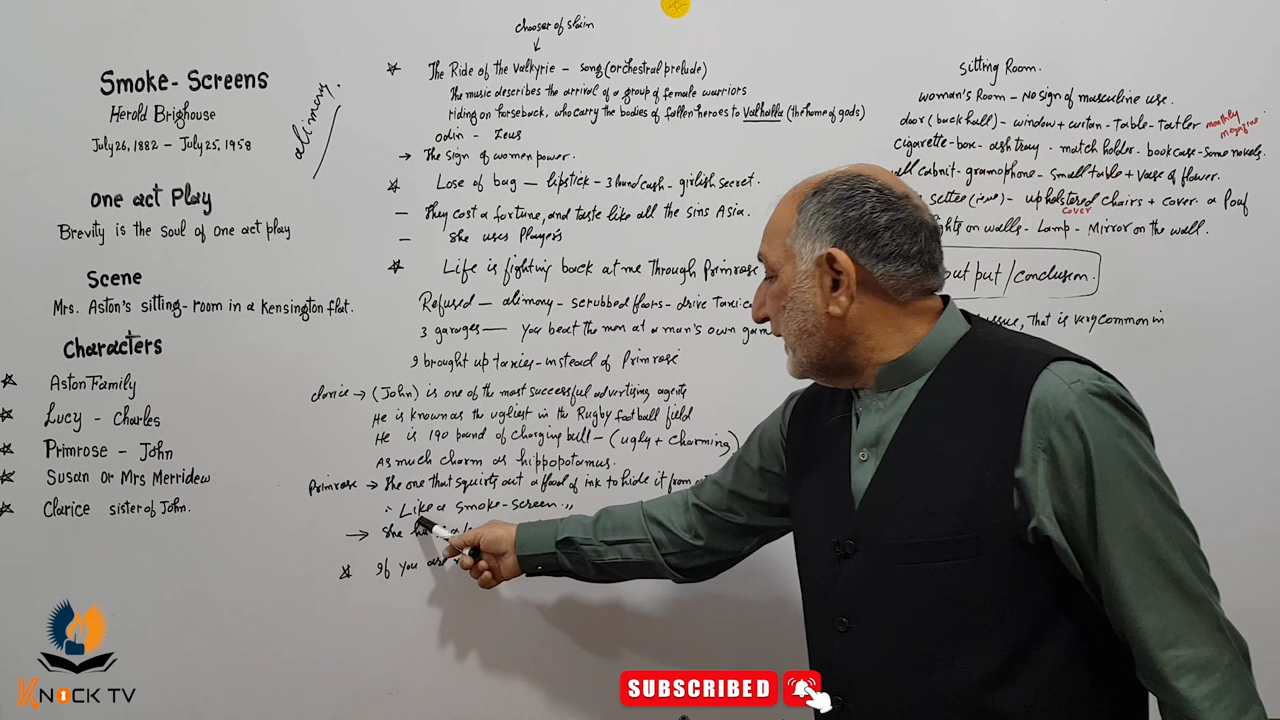 Smoke-Screens
Herold Brighouse
July 26, 1882 – July 25, 1958
alimony.
One act Play
Brevity is the soul of one act play
Scene
Mrs. Aston's sitting-room in a Kensington flat.
Characters
Aston Family
Lucy – Charles
Primrose – John
Susan or Mrs Merridew
Clarice sister of John.
chooser of slain
The Ride of the Valkyrie – song (orchestral prelude)
The music describes the arrival of a group of female warriors
riding on horseback, who carry the bodies of fallen heroes to Valhalla (the home of gods)
odin – Zeus
→ The sign of women power.
Lose of bag – lipstick – 3 hund cash – girlish secret.
– They cost a fortune, and taste like all the sins Asia.
– She uses Players
Life is fighting back at me through Primrose
Refused – alimony – scrubbed floors – drive Taxi
3 garages – you beat the man at a man's own gam
I brought up taxies – instead of Primrose
clarice → (John) is one of the most successful advertising agents
He is known as the ugliest in the Rugby football field
He is 190 pound of charging bull – (ugly + charming)
As much charm as hippopotamus.
Primrose → The one that squirts out a flood of ink to hide it from
"Like a smoke-screen."
→ She
If you are
Sitting Room.
woman's Room – No sign of masculine use.
door (back hall) – window + curtan – Table – Tatler monthly magazine
Cigarette-box – ash tray – match holder – book case – some novels.
cabnit – gramophone – small table + vase of flower.
settee – upholstered chairs + cover a Pouf
cover
on walls – Lamp – Mirror on the wall.
out put / conclusion.
issue, That is very common in
KNOCK TV
SUBSCRIBED